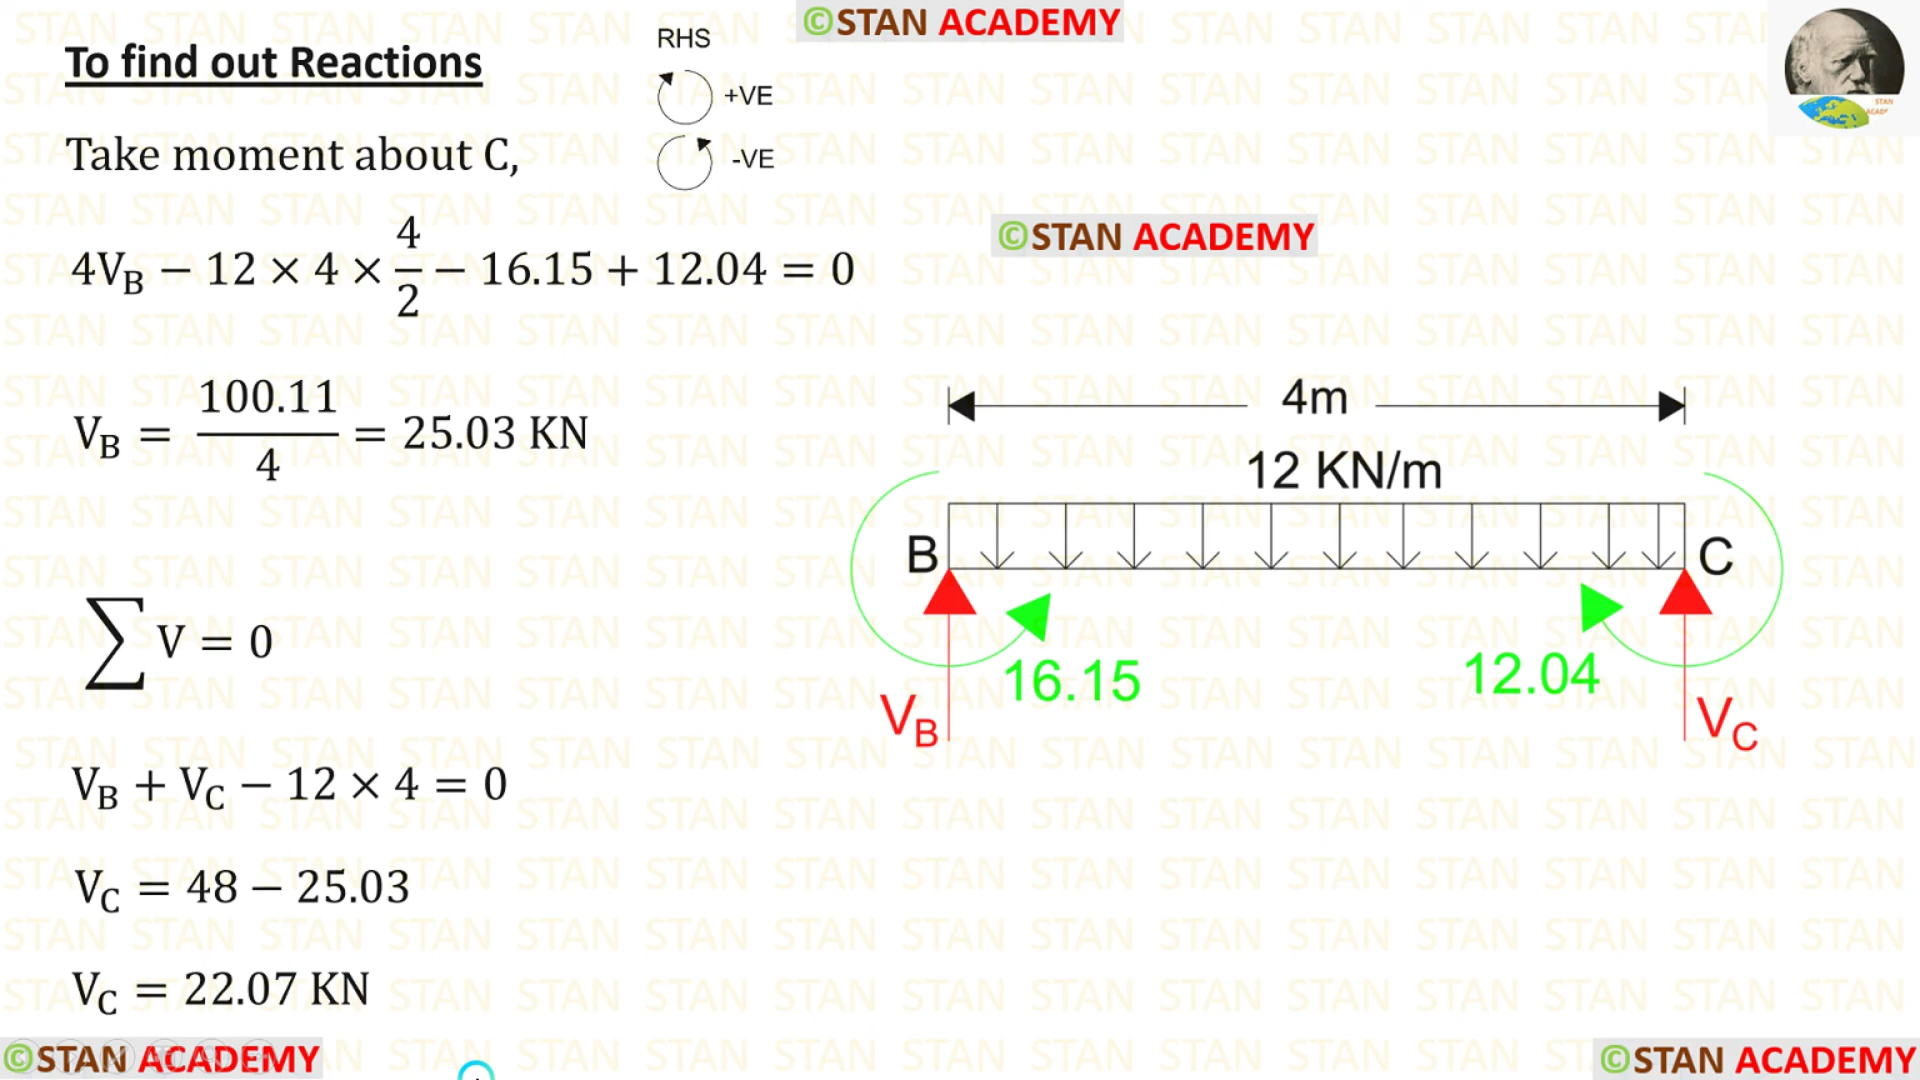 ©STAN ACADEMY
To find out Reactions
RHS
+VE
-VE
STAN
ACADF
Take moment about C,
©STAN ACADEMY
4V_B − 12 × 4 × 4/2 − 16.15 + 12.04 = 0
V_B = 100.11/4 = 25.03 KN
4m
12 KN/m
B
C
16.15
12.04
V_B
V_C
∑ V = 0
V_B + V_C − 12 × 4 = 0
V_C = 48 − 25.03
V_C = 22.07 KN
©STAN ACADEMY
©STAN ACADEMY